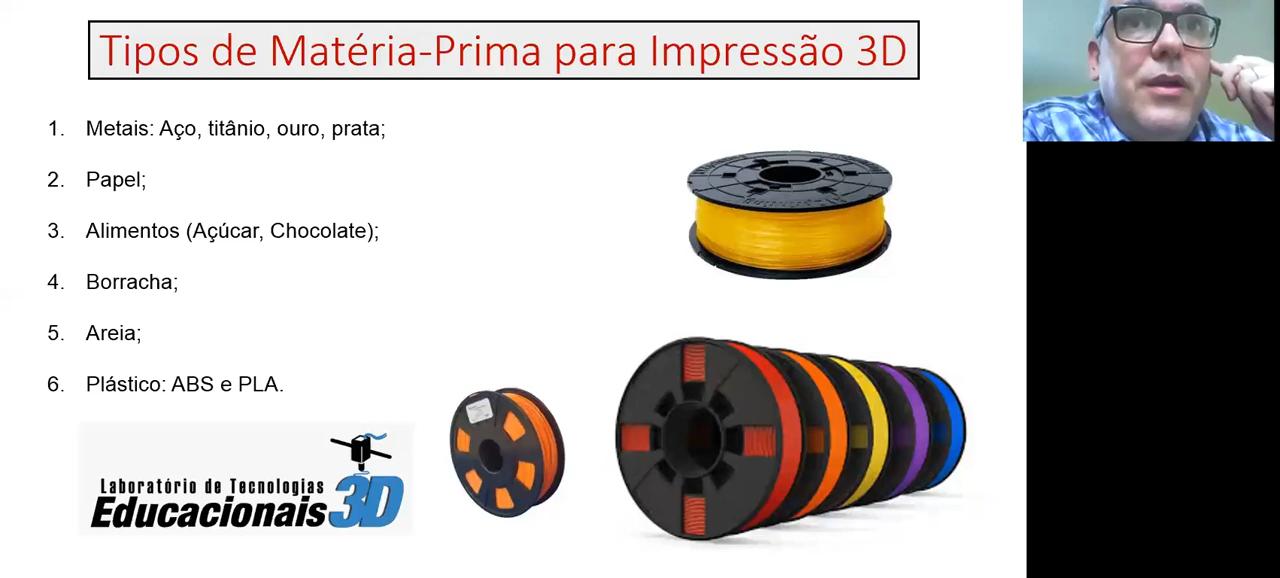 Tipos de Matéria-Prima para Impressão 3D
1. Metais: Aço, titânio, ouro, prata;
2. Papel;
3. Alimentos (Açúcar, Chocolate);
4. Borracha;
5. Areia;
6. Plástico: ABS e PLA.
Laboratório de Tecnologias
Educacionais 3D